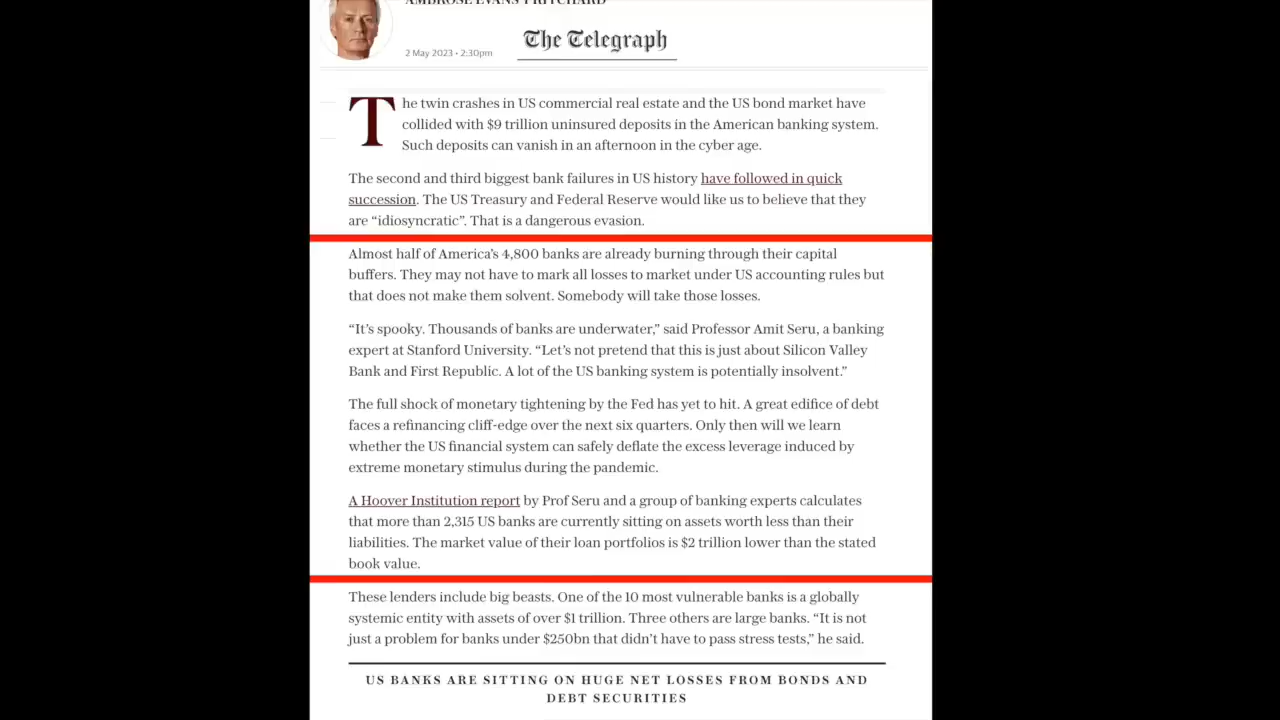 AMBROSE EVANS-PRITCHARD
2 May 2023 • 2:30pm
The Telegraph
The twin crashes in US commercial real estate and the US bond market have
collided with $9 trillion uninsured deposits in the American banking system.
Such deposits can vanish in an afternoon in the cyber age.
The second and third biggest bank failures in US history have followed in quick
succession. The US Treasury and Federal Reserve would like us to believe that they
are “idiosyncratic”. That is a dangerous evasion.
Almost half of America’s 4,800 banks are already burning through their capital
buffers. They may not have to mark all losses to market under US accounting rules but
that does not make them solvent. Somebody will take those losses.
“It’s spooky. Thousands of banks are underwater,” said Professor Amit Seru, a banking
expert at Stanford University. “Let’s not pretend that this is just about Silicon Valley
Bank and First Republic. A lot of the US banking system is potentially insolvent.”
The full shock of monetary tightening by the Fed has yet to hit. A great edifice of debt
faces a refinancing cliff-edge over the next six quarters. Only then will we learn
whether the US financial system can safely deflate the excess leverage induced by
extreme monetary stimulus during the pandemic.
A Hoover Institution report by Prof Seru and a group of banking experts calculates
that more than 2,315 US banks are currently sitting on assets worth less than their
liabilities. The market value of their loan portfolios is $2 trillion lower than the stated
book value.
These lenders include big beasts. One of the 10 most vulnerable banks is a globally
systemic entity with assets of over $1 trillion. Three others are large banks. “It is not
just a problem for banks under $250bn that didn’t have to pass stress tests,” he said.
US BANKS ARE SITTING ON HUGE NET LOSSES FROM BONDS AND
DEBT SECURITIES